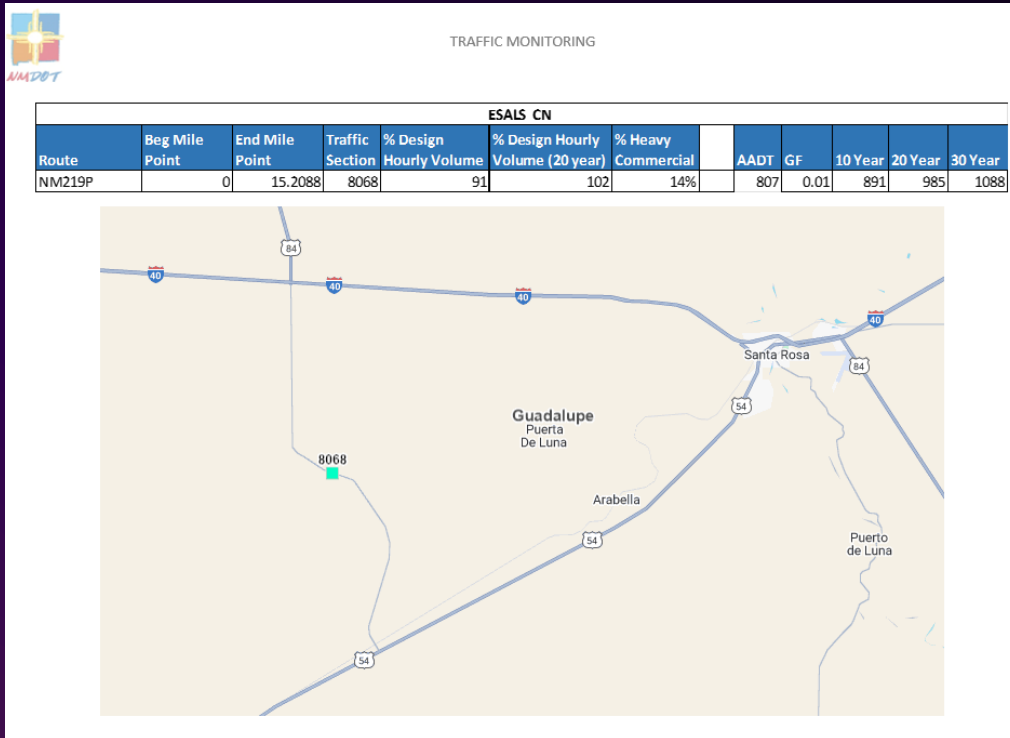 NMDOT
TRAFFIC MONITORING
ESALS CN
Route Beg Mile Point End Mile Point Traffic Section % Design Hourly Volume % Design Hourly Volume (20 year) % Heavy Commercial AADT GF 10 Year 20 Year 30 Year
NM219P 0 15.2088 8068 91 102 14% 807 0.01 891 985 1088
84
40
40
40
40
Santa Rosa
84
54
Guadalupe
Puerta
De Luna
8068
Arabella
54
Puerto
de Luna
54